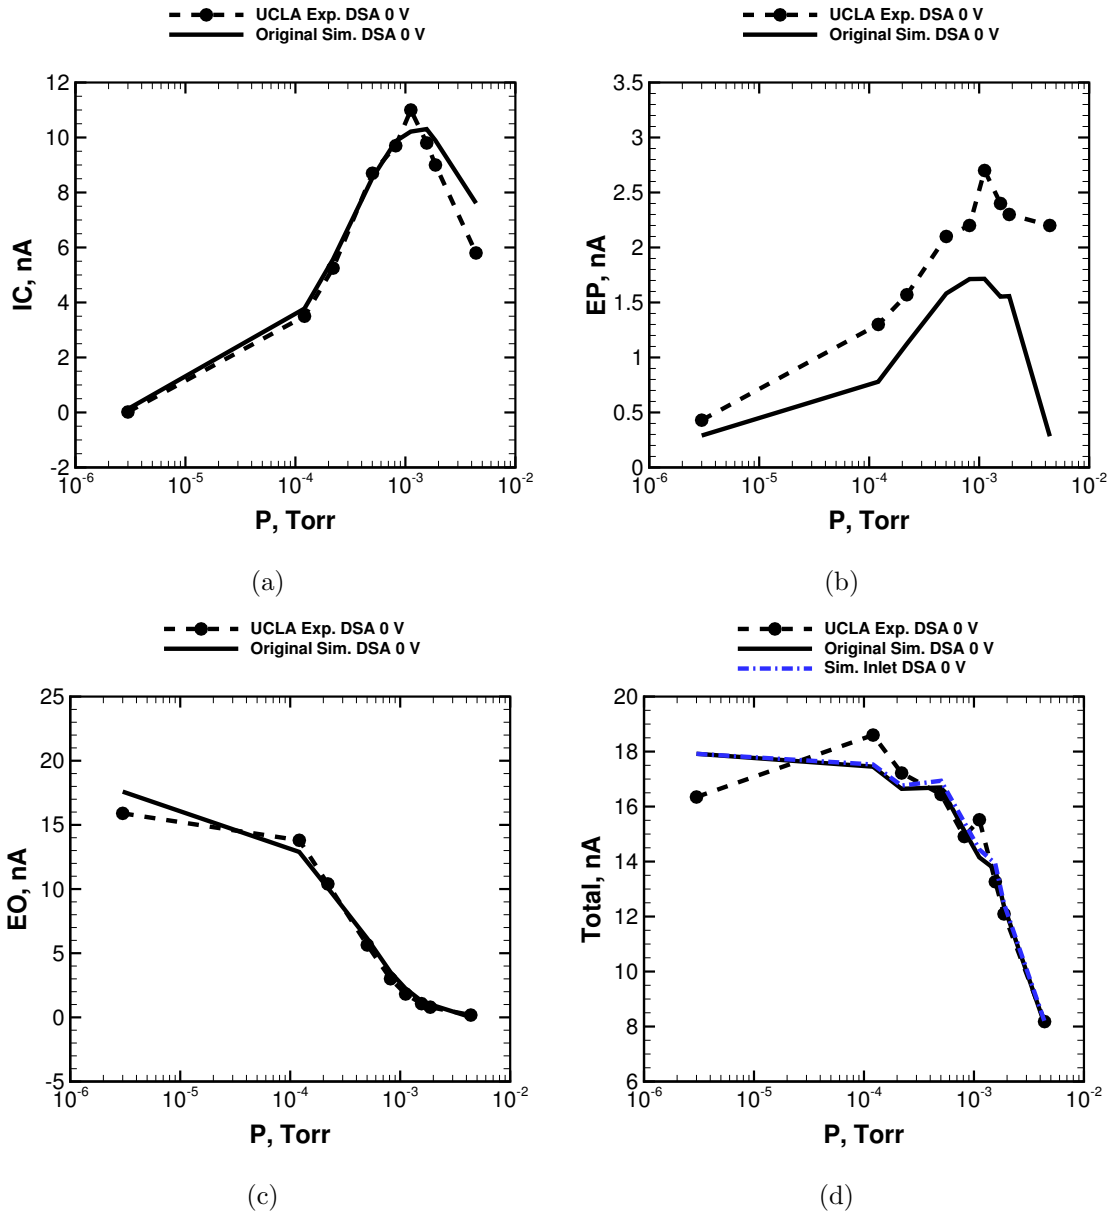 UCLA Exp. DSA 0 V
Original Sim. DSA 0 V
IC, nA
12
10
8
6
4
2
0
-2
10-6
10-5
10-4
10-3
10-2
P, Torr
(a)
UCLA Exp. DSA 0 V
Original Sim. DSA 0 V
EP, nA
3.5
3
2.5
2
1.5
1
0.5
0
10-6
10-5
10-4
10-3
10-2
P, Torr
(b)
UCLA Exp. DSA 0 V
Original Sim. DSA 0 V
EO, nA
25
20
15
10
5
0
-5
10-6
10-5
10-4
10-3
10-2
P, Torr
(c)
UCLA Exp. DSA 0 V
Original Sim. DSA 0 V
Sim. Inlet DSA 0 V
Total, nA
20
18
16
14
12
10
8
6
10-6
10-5
10-4
10-3
10-2
P, Torr
(d)